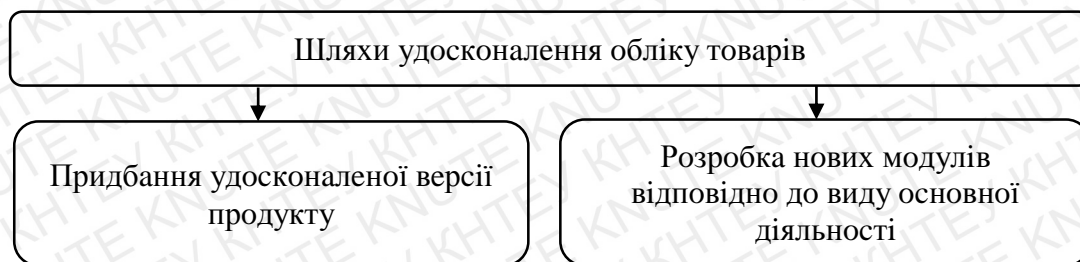 Шляхи удосконалення обліку товарів
Придбання удосконаленої версії
продукту
Розробка нових модулів
відповідно до виду основної
діяльності